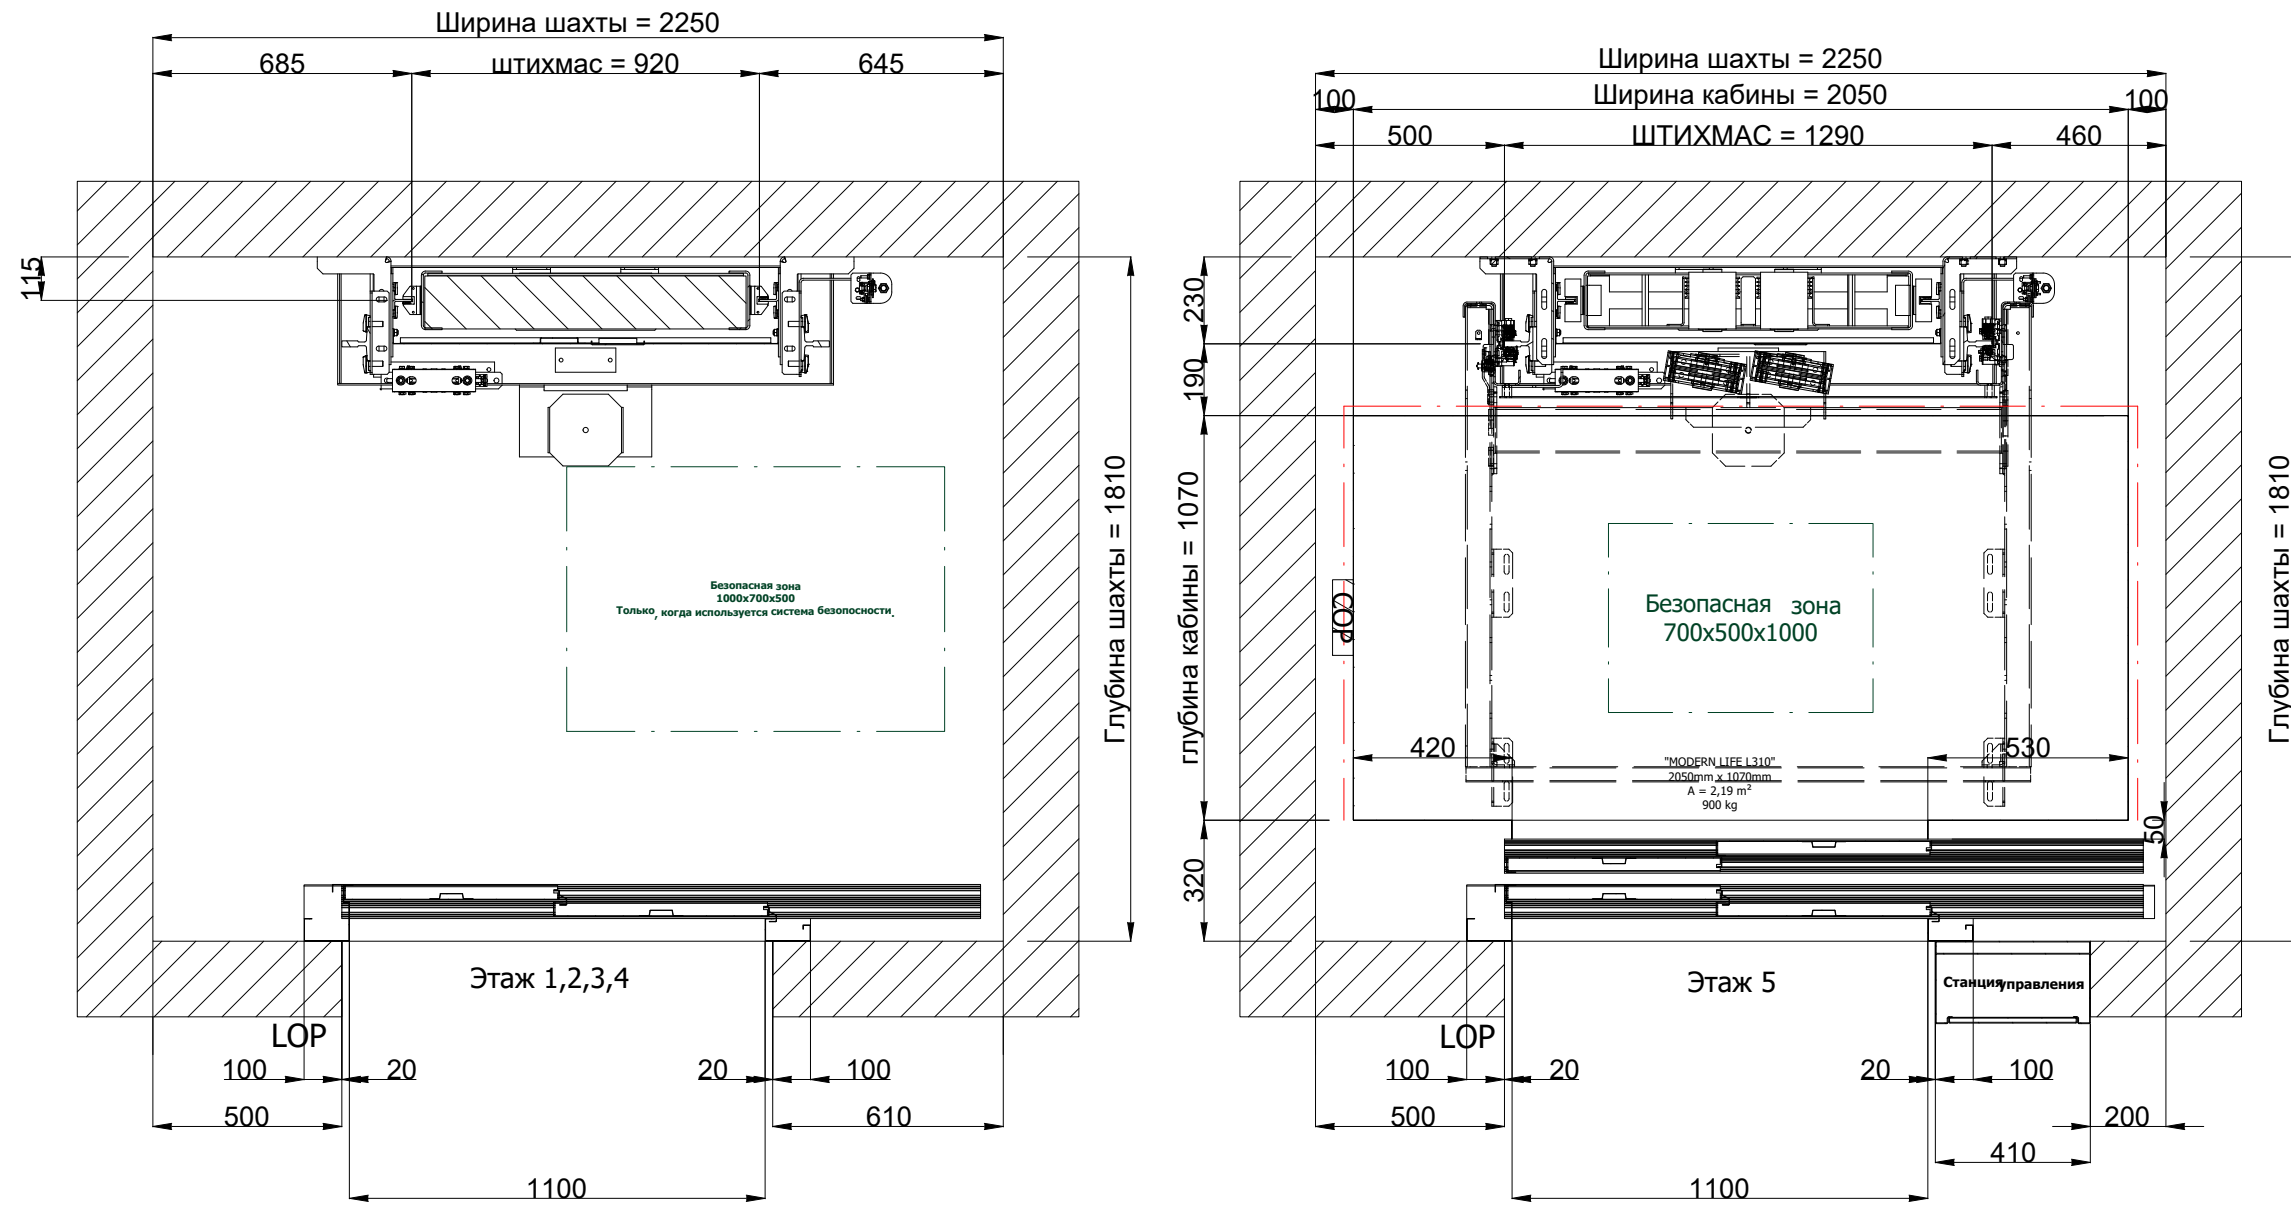 Ширина шахты = 2250
685
штихмас = 920
645
115
Глубина шахты = 1810
Безопасная зона
1000x700x500
Только, когда используется система безопосности.
Этаж 1,2,3,4
LOP
100
20
20
100
500
610
1100
Ширина шахты = 2250
100
Ширина кабины = 2050
100
500
ШТИХМАС = 1290
460
230
190
глубина кабины = 1070
320
Глубина шахты = 1810
COP
Безопасная зона
700x500x1000
420
530
"MODERN LIFE L310"
2050mm x 1070mm
A = 2,19 m²
900 kg
50
Этаж 5
Станция управления
LOP
100
20
20
100
500
200
410
1100